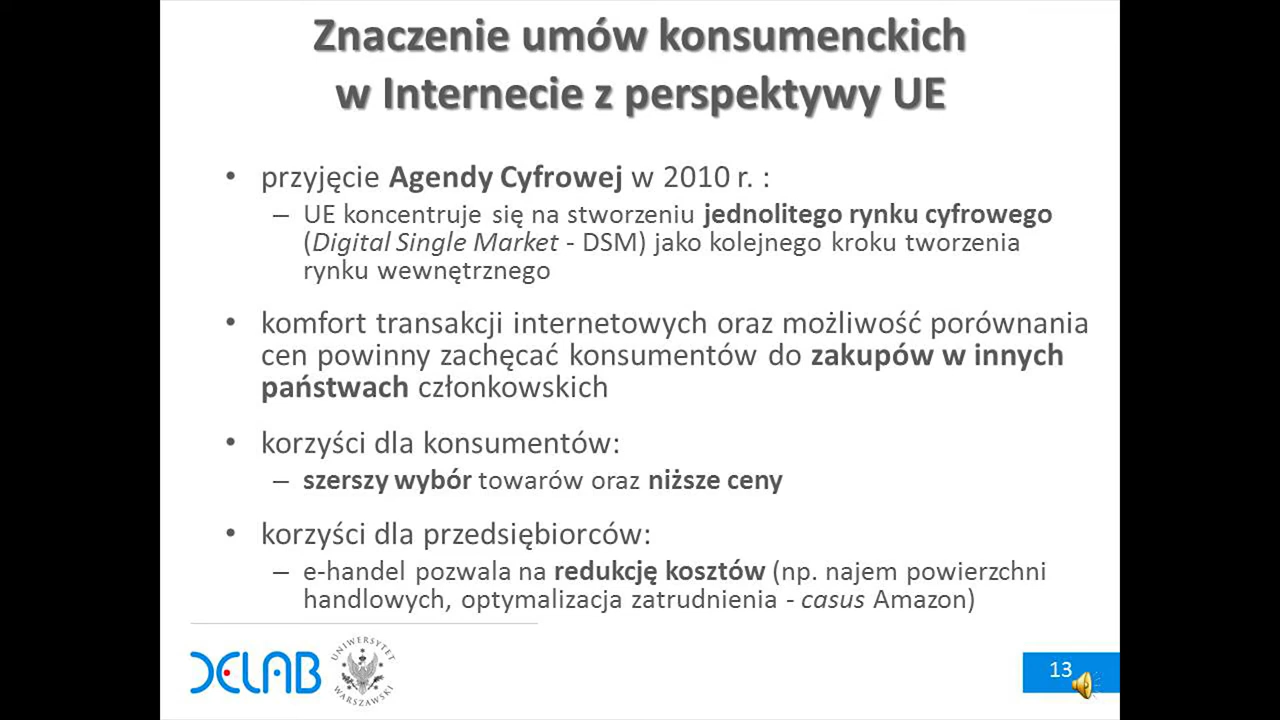 Znaczenie umów konsumenckich
w Internecie z perspektywy UE
• przyjęcie Agendy Cyfrowej w 2010 r. :
– UE koncentruje się na stworzeniu jednolitego rynku cyfrowego
(Digital Single Market - DSM) jako kolejnego kroku tworzenia
rynku wewnętrznego
• komfort transakcji internetowych oraz możliwość porównania
cen powinny zachęcać konsumentów do zakupów w innych
państwach członkowskich
• korzyści dla konsumentów:
– szerszy wybór towarów oraz niższe ceny
• korzyści dla przedsiębiorców:
– e-handel pozwala na redukcję kosztów (np. najem powierzchni
handlowych, optymalizacja zatrudnienia - casus Amazon)
DELAB
UNIWERSYTET
WARSZAWSKI
13